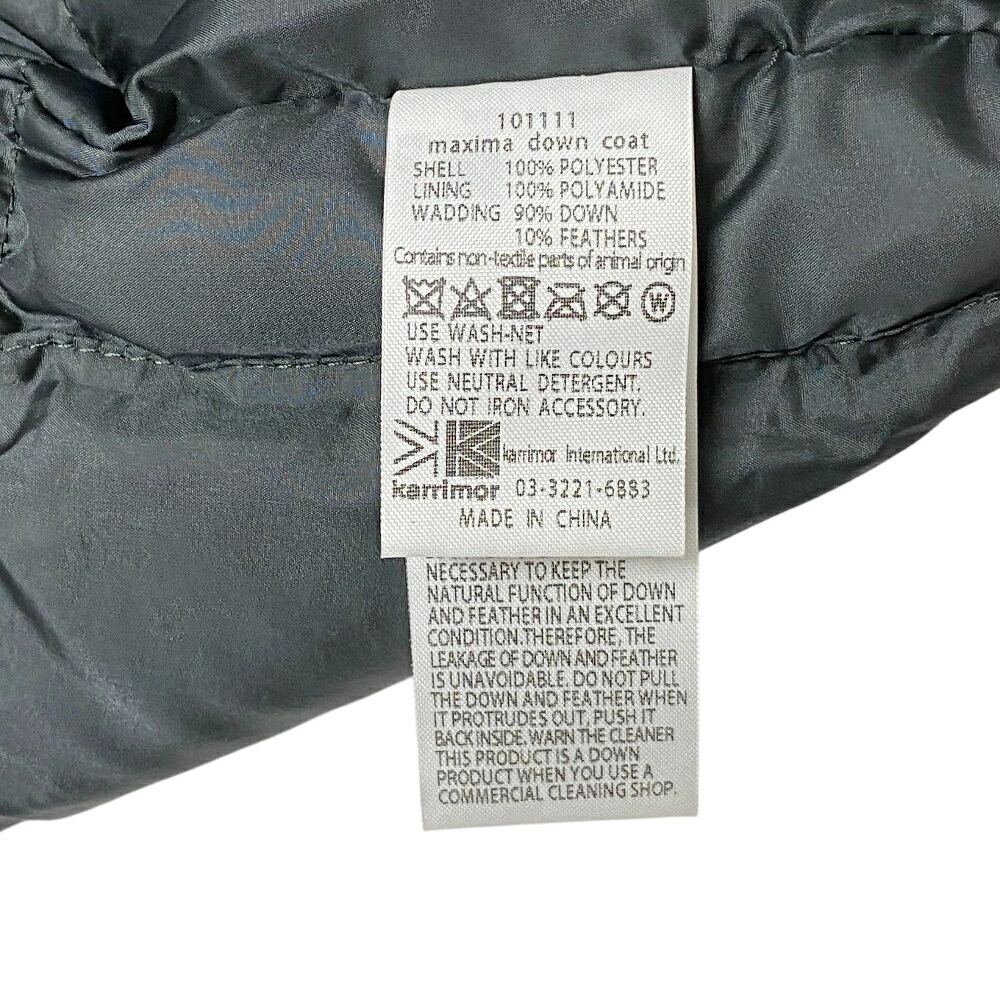 101111
maxima down coat
SHELL 100% POLYESTER
LINING 100% POLYAMIDE
WADDING 90% DOWN
10% FEATHERS
Contains non-textile parts of animal origin
W
USE WASH-NET
WASH WITH LIKE COLOURS
USE NEUTRAL DETERGENT.
DO NOT IRON ACCESSORY.
karrimor International Ltd.
karrimor 03-3221-6883
MADE IN CHINA
NECESSARY TO KEEP THE
NATURAL FUNCTION OF DOWN
AND FEATHER IN AN EXCELLENT
CONDITION.THEREFORE, THE
LEAKAGE OF DOWN AND FEATHER
IS UNAVOIDABLE. DO NOT PULL
THE DOWN AND FEATHER WHEN
IT PROTRUDES OUT, PUSH IT
BACK INSIDE. WARN THE CLEANER
THIS PRODUCT IS A DOWN
PRODUCT WHEN YOU USE A
COMMERCIAL CLEANING SHOP.